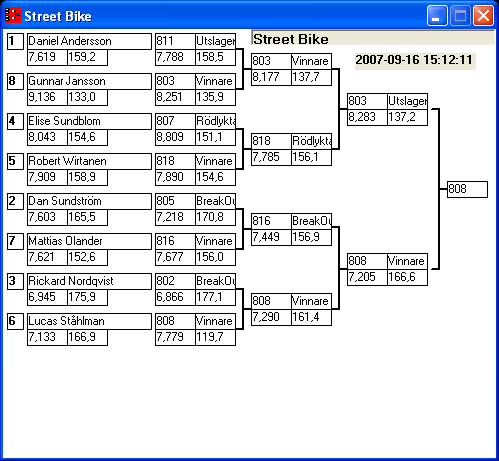 Street Bike
Street Bike
2007-09-16 15:12:11
1 Daniel Andersson 811 Utslagen
7,619 159,2 7,788 158,5
803 Vinnare
8,177 137,7
8 Gunnar Jansson 803 Vinnare
9,136 133,0 8,251 135,9
803 Utslagen
8,283 137,2
4 Elise Sundblom 807 Rödlykta
8,043 154,6 8,809 151,1
818 Rödlykta
7,785 156,1
5 Robert Wirtanen 818 Vinnare
7,909 158,9 7,890 154,6
808
2 Dan Sundström 805 BreakOu
7,603 165,5 7,218 170,8
816 BreakOu
7,449 156,9
7 Mattias Olander 816 Vinnare
7,621 152,6 7,677 156,0
808 Vinnare
7,205 166,6
3 Rickard Nordqvist 802 BreakOu
6,945 175,9 6,866 177,1
808 Vinnare
7,290 161,4
6 Lucas Ståhlman 808 Vinnare
7,133 166,9 7,779 119,7